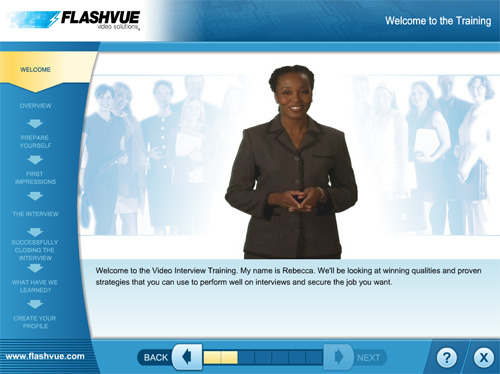 FLASHVUE
video solutions
Welcome to the Training
WELCOME
OVERVIEW
PREPARE
YOURSELF
FIRST
IMPRESSIONS
THE INTERVIEW
SUCCESSFULLY
CLOSING THE
INTERVIEW
WHAT HAVE WE
LEARNED?
CREATE YOUR
PROFILE
Welcome to the Video Interview Training. My name is Rebecca. We'll be looking at winning qualities and proven
strategies that you can use to perform well on interviews and secure the job you want.
www.flashvue.com
BACK
NEXT
?
X